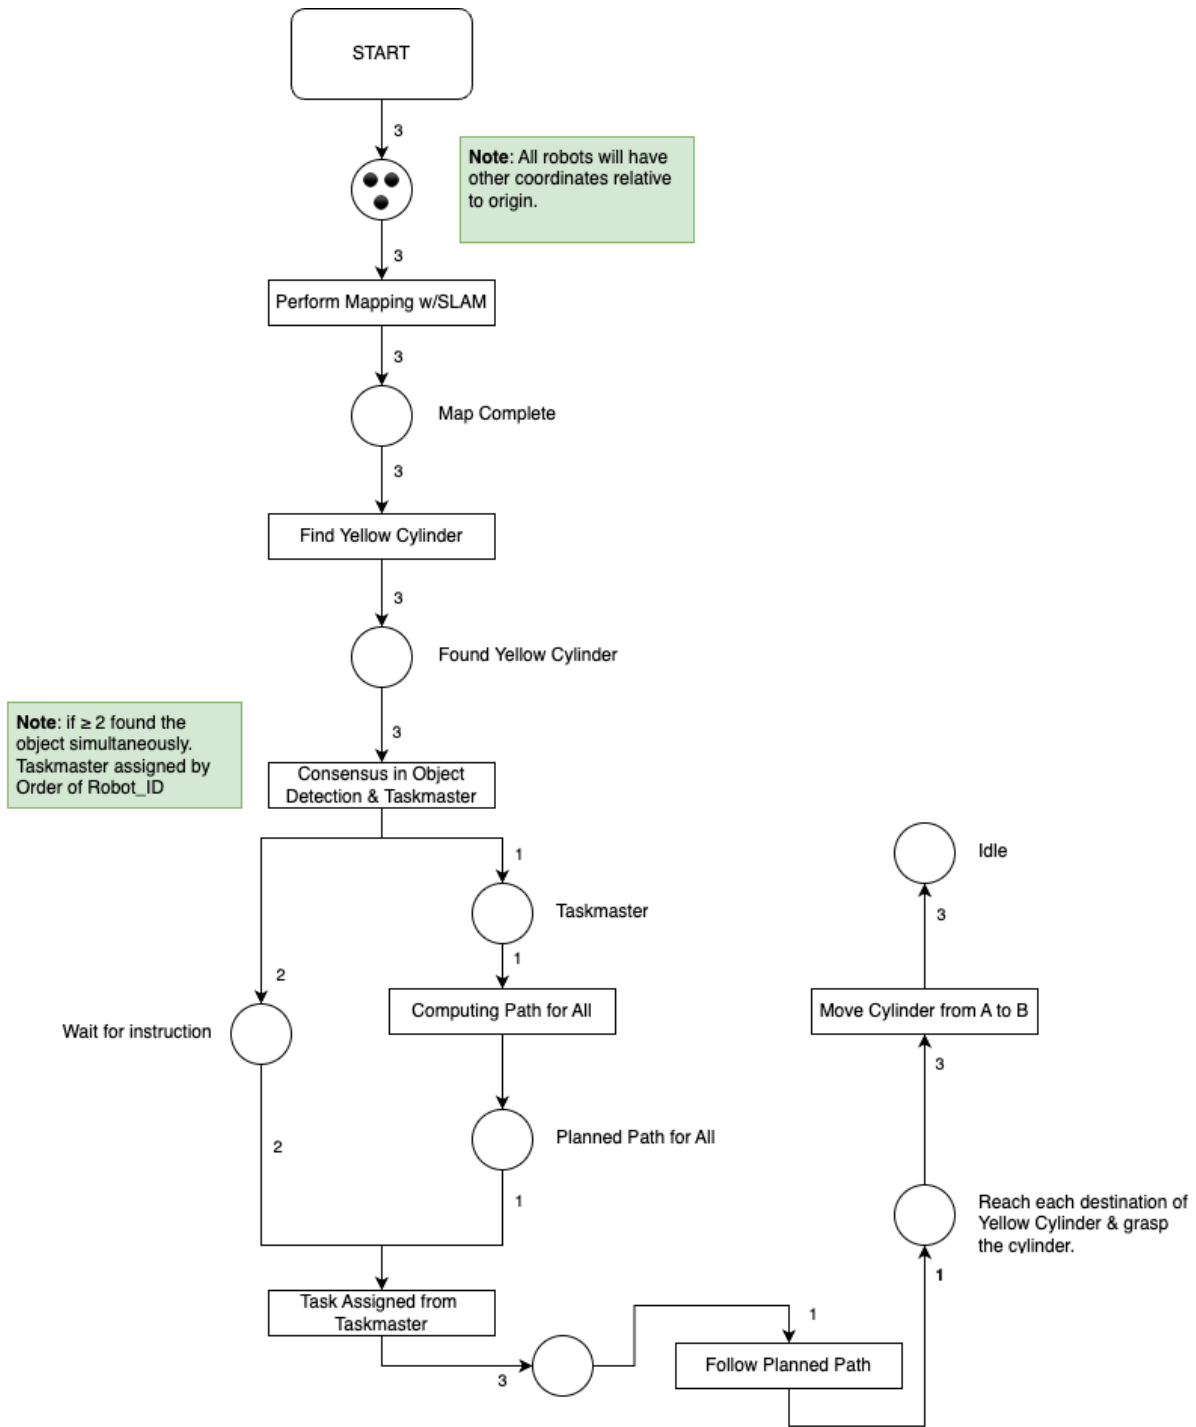 START
3
Note: All robots will have
other coordinates relative
to origin.
3
Perform Mapping w/SLAM
3
Map Complete
3
Find Yellow Cylinder
3
Found Yellow Cylinder
3
Note: if ≥ 2 found the
object simultaneously.
Taskmaster assigned by
Order of Robot_ID
Consensus in Object
Detection & Taskmaster
1
Taskmaster
1
2
Computing Path for All
Wait for instruction
2
Planned Path for All
1
Task Assigned from
Taskmaster
3
1
Follow Planned Path
1
Reach each destination of
Yellow Cylinder & grasp
the cylinder.
3
Move Cylinder from A to B
3
Idle